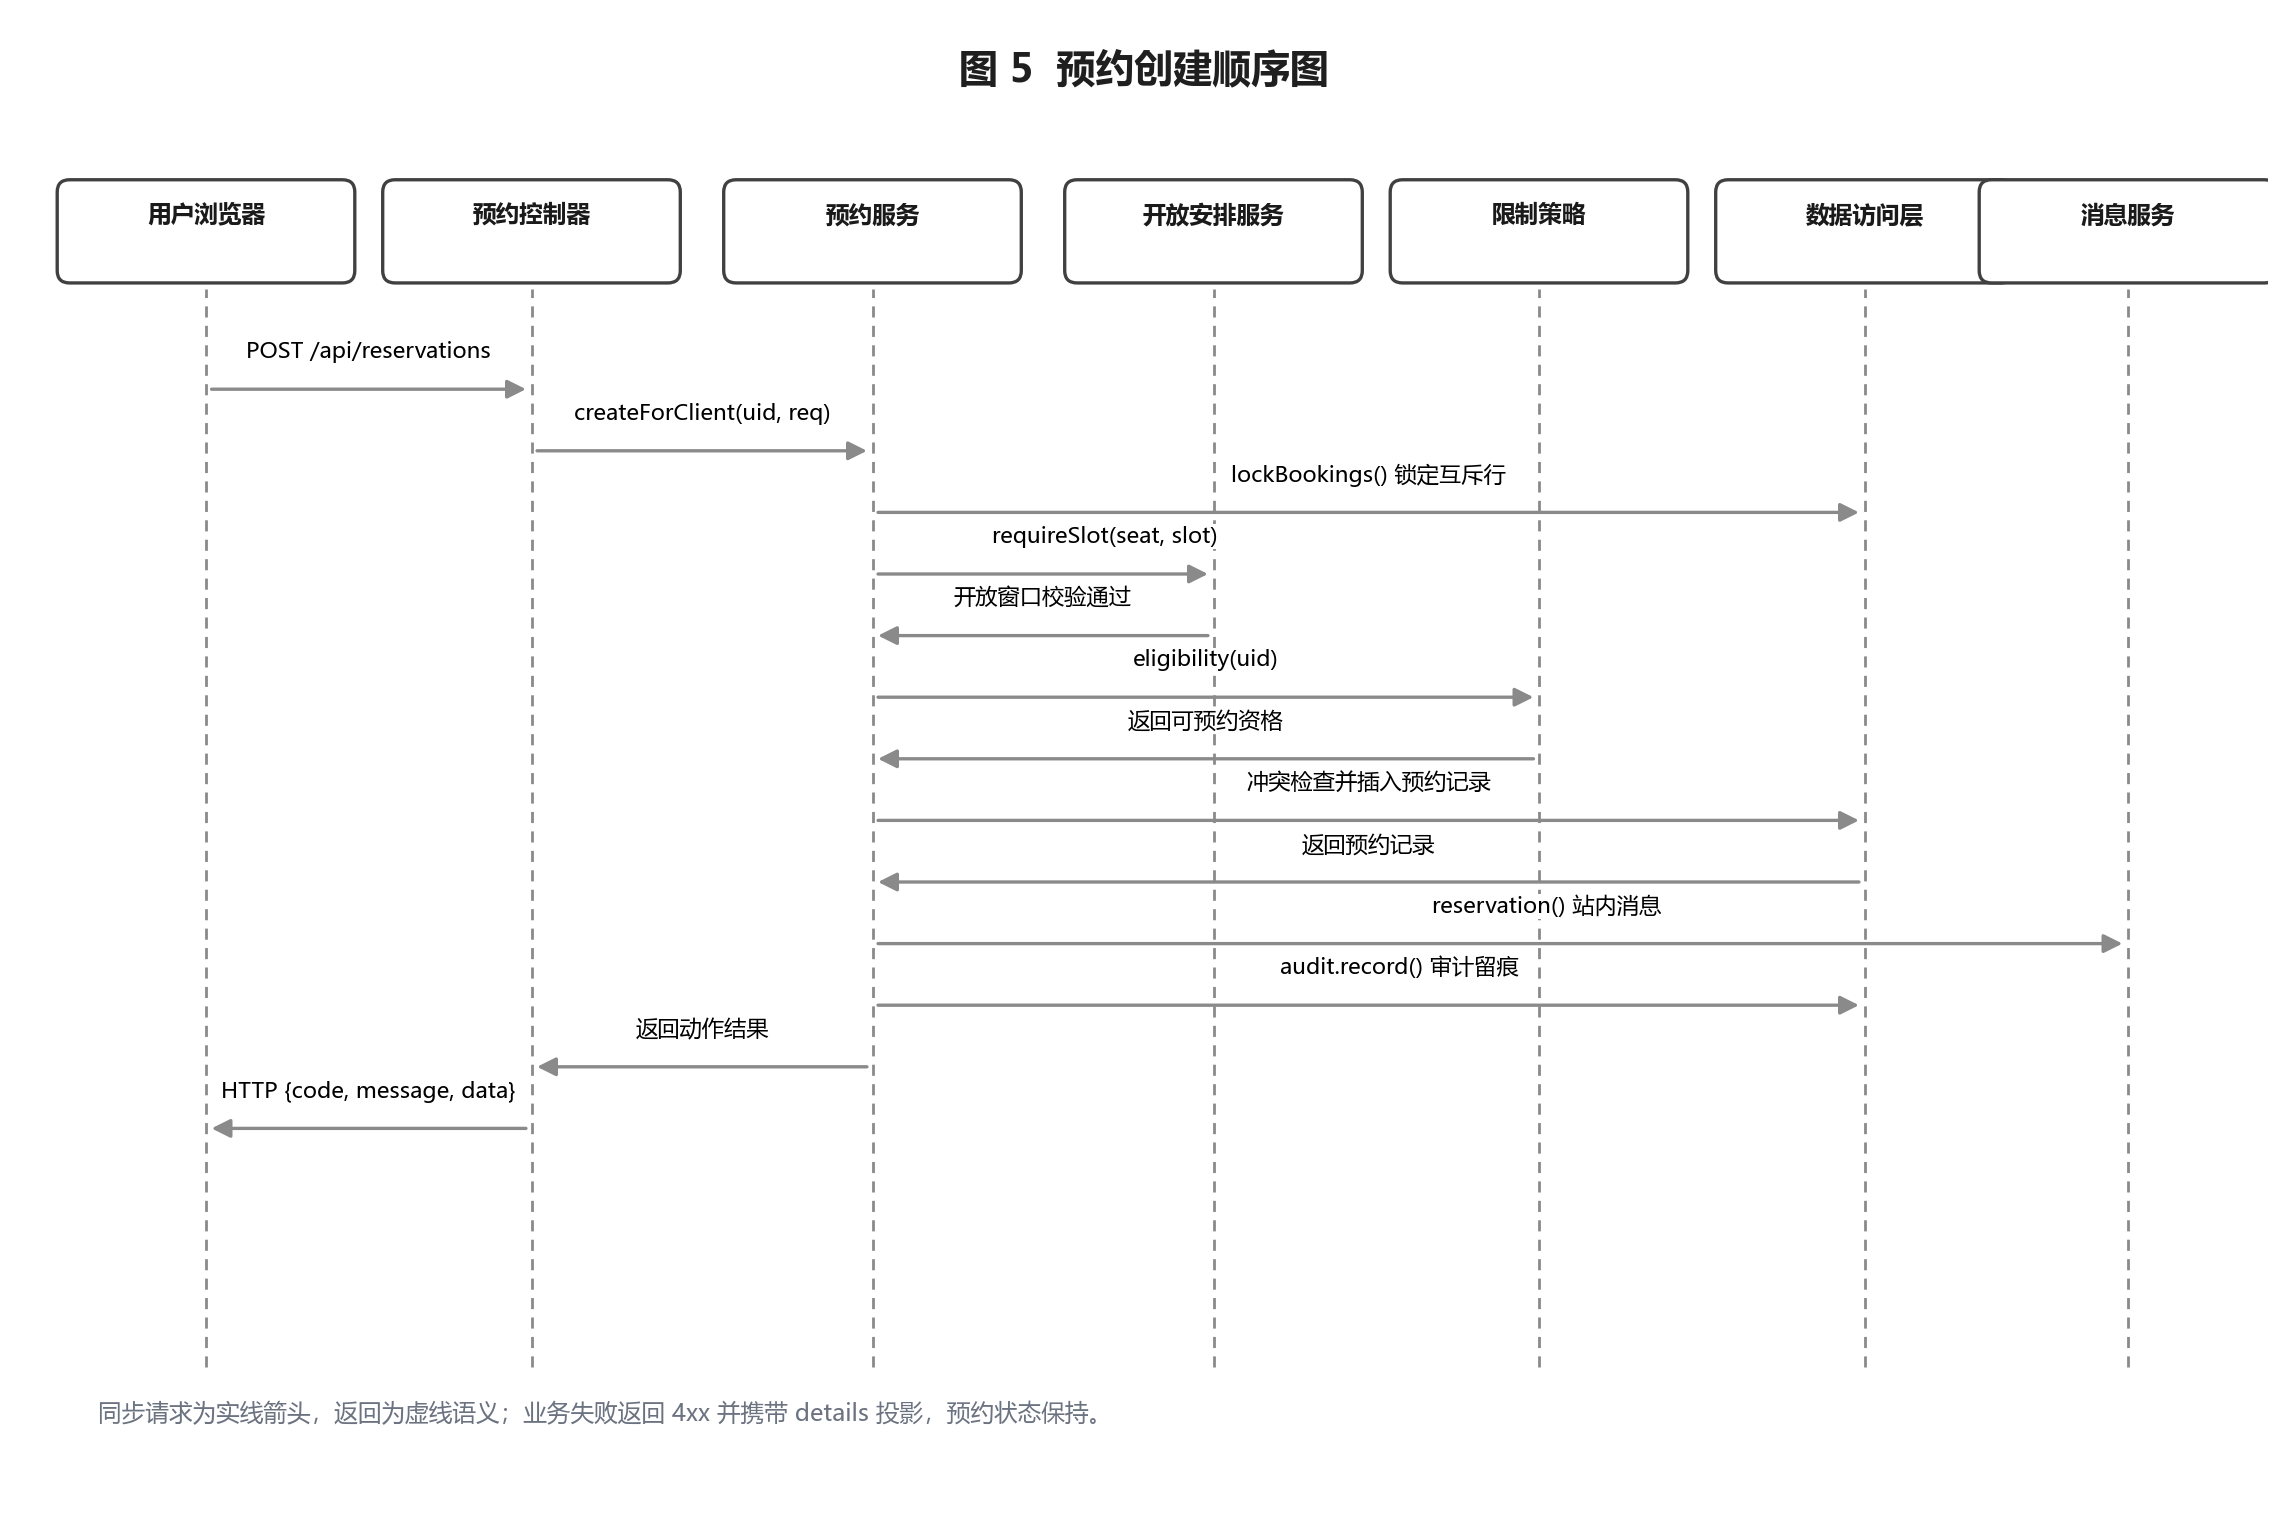 图 5 预约创建顺序图
用户浏览器
预约控制器
预约服务
开放安排服务
限制策略
数据访问层
消息服务
POST /api/reservations
createForClient(uid, req)
lockBookings() 锁定互斥行
requireSlot(seat, slot)
开放窗口校验通过
eligibility(uid)
返回可预约资格
冲突检查并插入预约记录
返回预约记录
reservation() 站内消息
audit.record() 审计留痕
返回动作结果
HTTP {code, message, data}
同步请求为实线箭头，返回为虚线语义；业务失败返回 4xx 并携带 details 投影，预约状态保持。